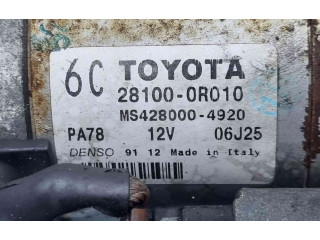 6C TOYOTA
28100-0R010
MS428000-4920
PA78 12V 06J25
DENSO 91 12 Made in Italy